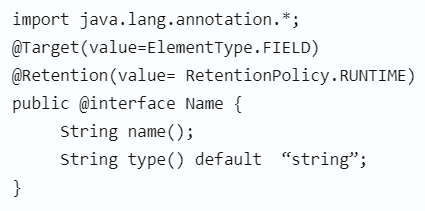 import java.lang.annotation.*;
@Target(value=ElementType.FIELD)
@Retention(value= RetentionPolicy.RUNTIME)
public @interface Name {
     String name();
     String type() default  “string”;
}